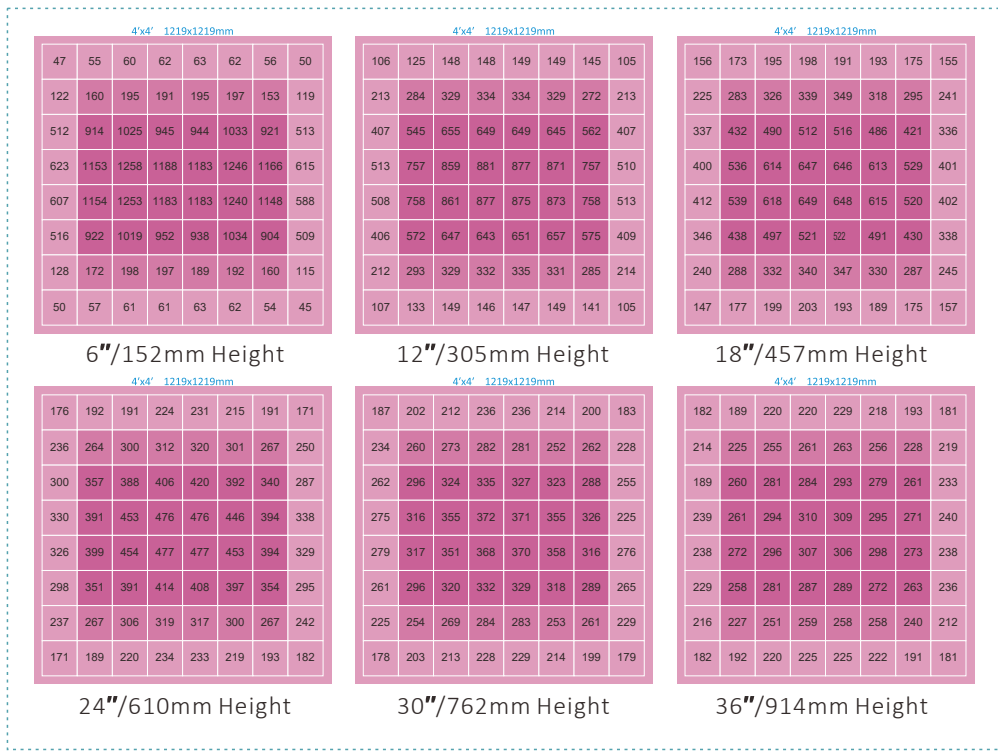 4'x4' 1219x1219mm 4'x4' 1219x1219mm 4'x4' 1219x1219mm
47 55 60 62 63 62 56 50 106 125 148 148 149 149 145 105 156 173 195 198 191 193 175 155
122 160 195 191 195 197 153 119 213 284 329 334 334 329 272 213 225 283 326 339 349 318 295 241
512 914 1025 945 944 1033 921 513 407 545 655 649 649 645 562 407 337 432 490 512 516 486 421 336
623 1153 1258 1188 1183 1246 1166 615 513 757 859 881 877 871 757 510 400 536 614 647 646 613 529 401
607 1154 1253 1183 1183 1240 1148 588 508 758 861 877 875 873 758 513 412 539 618 649 648 615 520 402
516 922 1019 952 938 1034 904 509 406 572 647 643 651 657 575 409 346 438 497 521 522 491 430 338
128 172 198 197 189 192 160 115 212 293 329 332 335 331 285 214 240 288 332 340 347 330 287 245
50 57 61 61 63 62 54 45 107 133 149 146 147 149 141 105 147 177 199 203 193 189 175 157
6″/152mm Height 12″/305mm Height 18″/457mm Height
4'x4' 1219x1219mm 4'x4' 1219x1219mm 4'x4' 1219x1219mm
176 192 191 224 231 215 191 171 187 202 212 236 236 214 200 183 182 189 220 220 229 218 193 181
236 264 300 312 320 301 267 250 234 260 273 282 281 252 262 228 214 225 255 261 263 256 228 219
300 357 388 406 420 392 340 287 262 296 324 335 327 323 288 255 189 260 281 284 293 279 261 233
330 391 453 476 476 446 394 338 275 316 355 372 371 355 326 225 239 261 294 310 309 295 271 240
326 399 454 477 477 453 394 329 279 317 351 368 370 358 316 276 238 272 296 307 306 298 273 238
298 351 391 414 408 397 354 295 261 296 320 332 329 318 289 265 229 258 281 287 289 272 263 236
237 267 306 319 317 300 267 242 225 254 269 284 283 253 261 229 216 227 251 259 258 258 240 212
171 189 220 234 233 219 193 182 178 203 213 228 229 214 199 179 182 192 220 225 225 222 191 181
24″/610mm Height 30″/762mm Height 36″/914mm Height